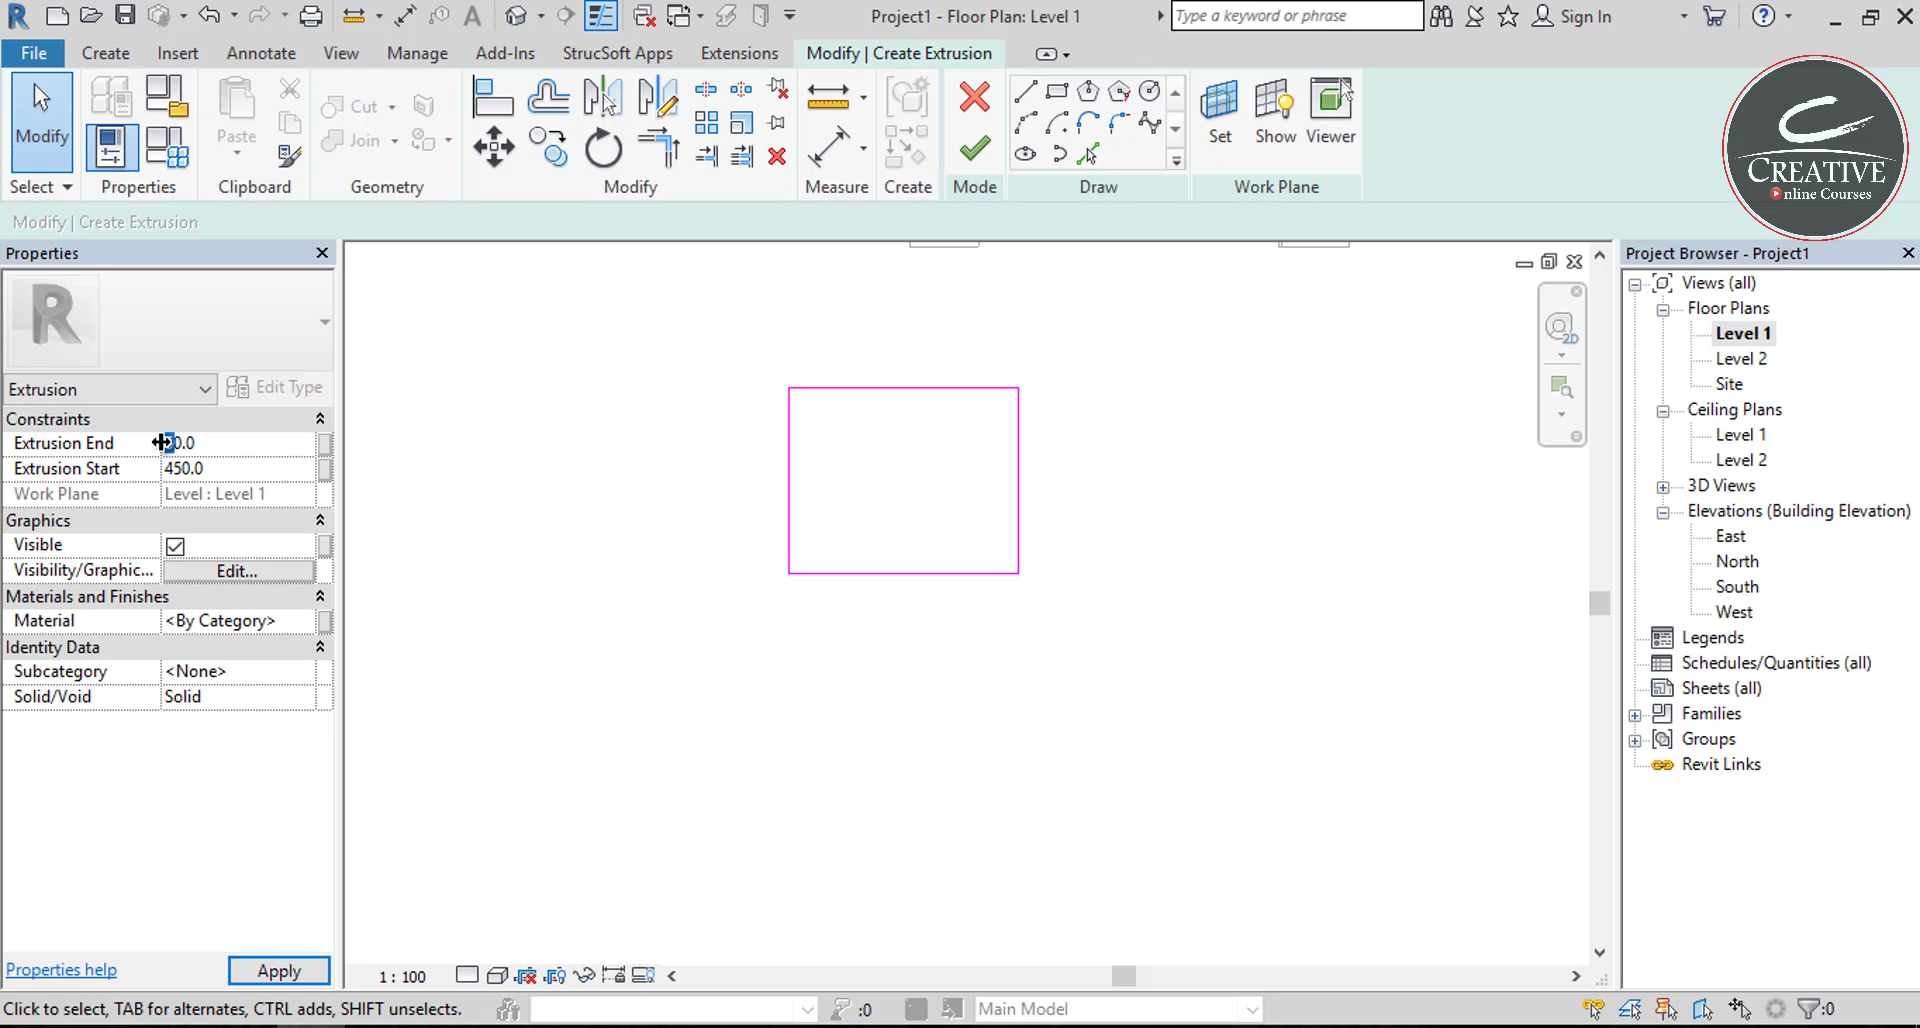 Project1 - Floor Plan: Level 1
Type a keyword or phrase
Sign In
File
Create
Insert
Annotate
View
Manage
Add-Ins
StrucSoft Apps
Extensions
Modify | Create Extrusion
Modify
Paste
Cut
Join
Set
Show
Viewer
Select
Properties
Clipboard
Geometry
Modify
Measure
Create
Mode
Draw
Work Plane
CREATIVE
Online Courses
Modify | Create Extrusion
Properties
Extrusion
Edit Type
Constraints
Extrusion End
Extrusion Start 450.0
Work Plane Level : Level 1
Graphics
Visible
Visibility/Graphic... Edit...
Materials and Finishes
Material <By Category>
Identity Data
Subcategory <None>
Solid/Void Solid
Properties help
Apply
2D
1 : 100
Project Browser - Project1
Views (all)
Floor Plans
Level 1
Level 2
Site
Ceiling Plans
Level 1
Level 2
3D Views
Elevations (Building Elevation)
East
North
South
West
Legends
Schedules/Quantities (all)
Sheets (all)
Families
Groups
Revit Links
Click to select, TAB for alternates, CTRL adds, SHIFT unselects.
:0
Main Model
:0